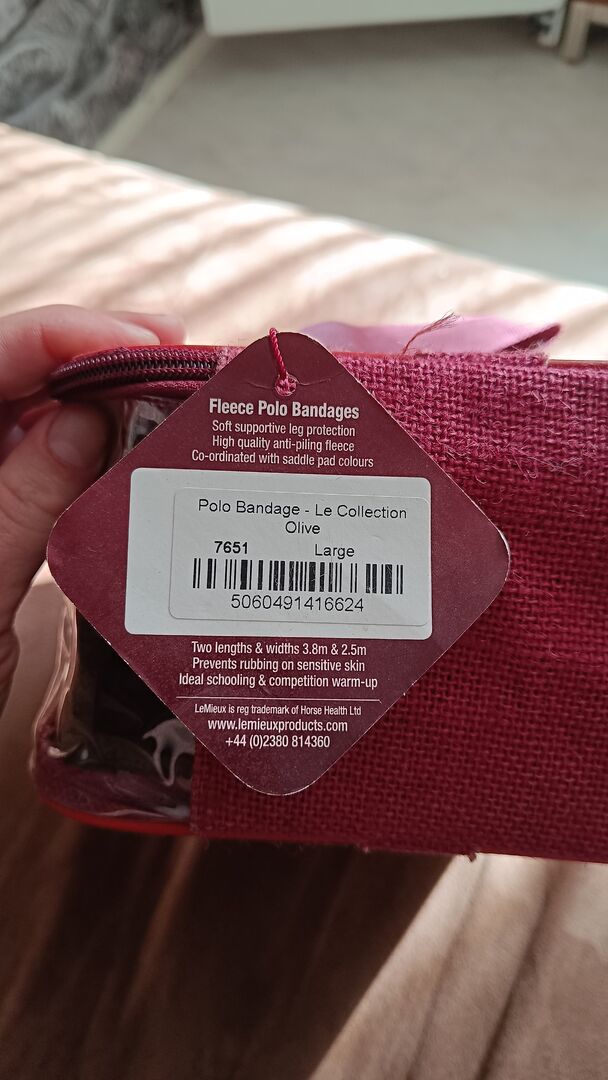 Fleece Polo Bandages
Soft supportive leg protection
High quality anti-piling fleece
Co-ordinated with saddle pad colours
Polo Bandage - Le Collection
Olive
7651 Large
5060491416624
Two lengths & widths 3.8m & 2.5m
Prevents rubbing on sensitive skin
Ideal schooling & competition warm-up
LeMieux is reg trademark of Horse Health Ltd
www.lemieuxproducts.com
+44 (0)2380 814360